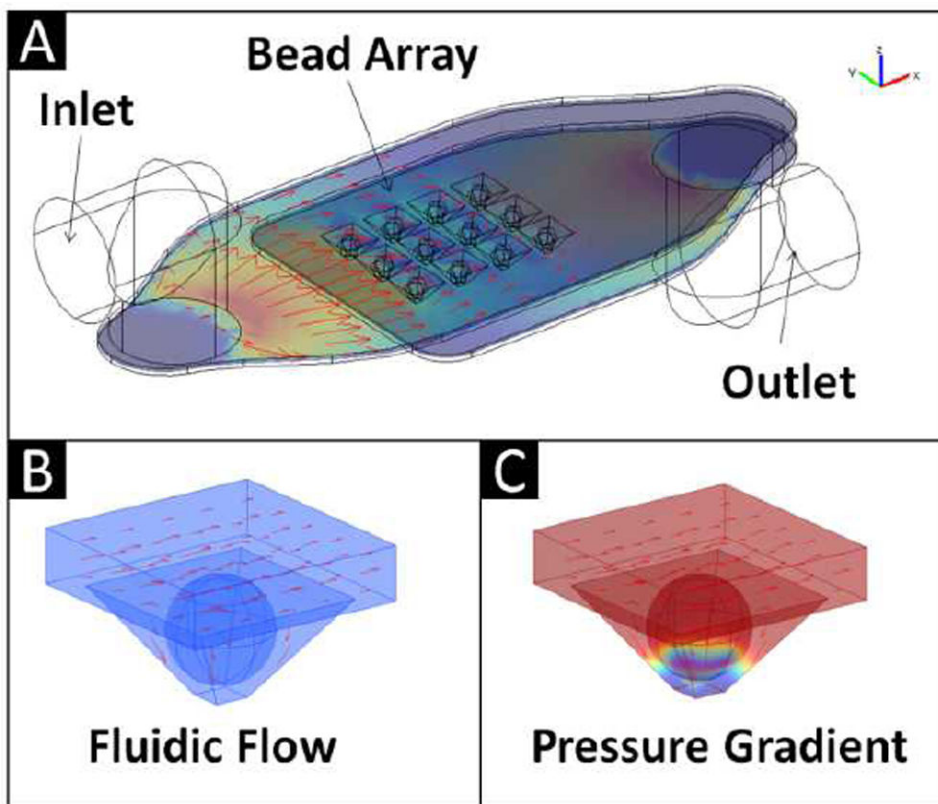 A
Bead Array
Inlet
z
Y
x
Outlet
B
C
Fluidic Flow
Pressure Gradient